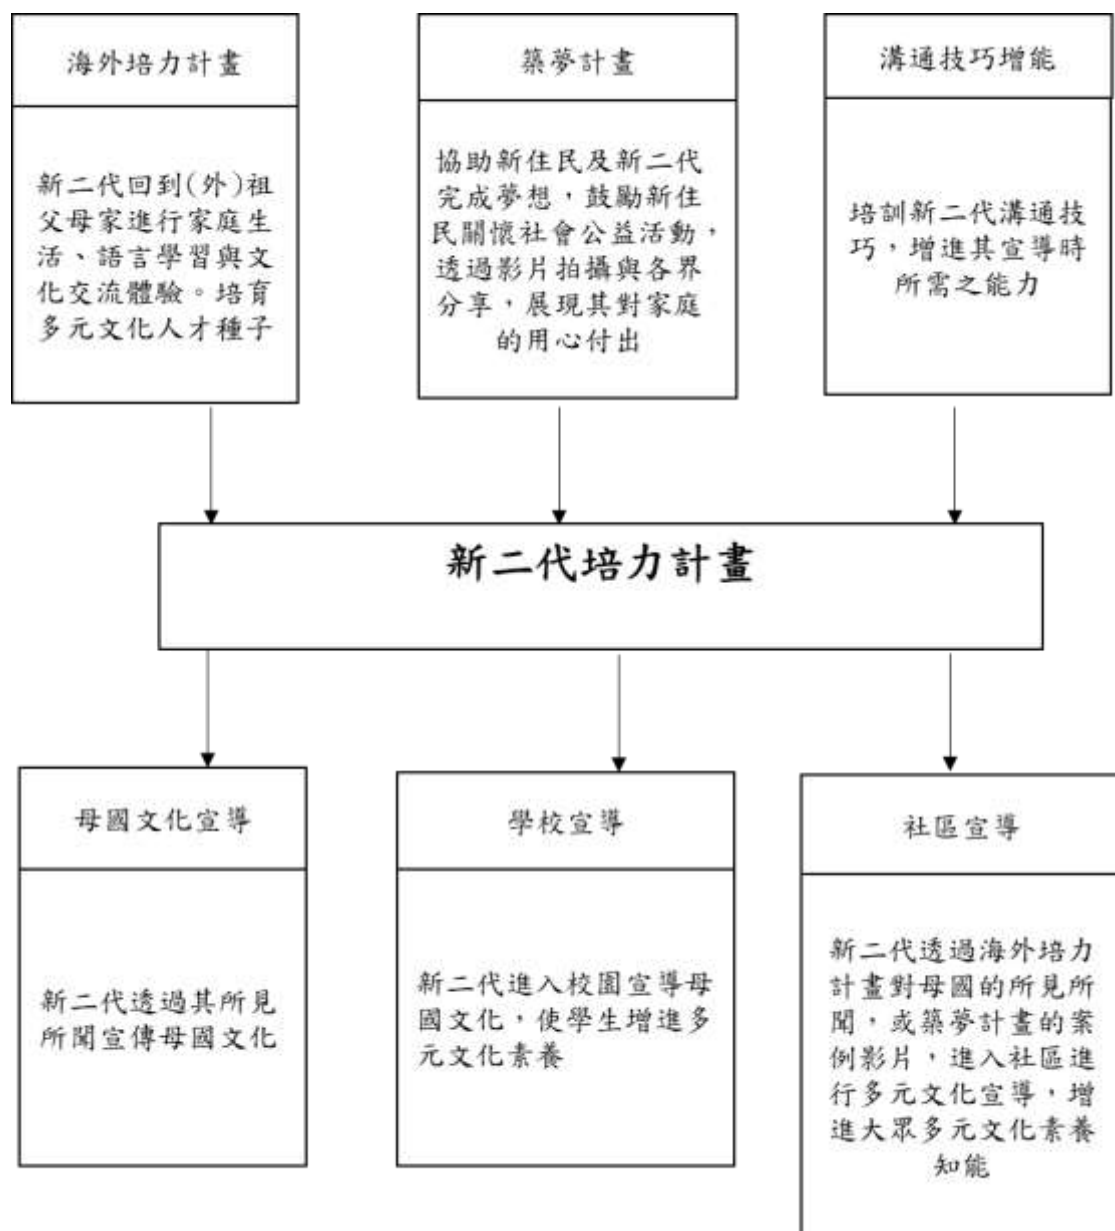 海外培力計畫
新二代回到(外)祖
父母家進行家庭生
活、語言學習與文
化交流體驗。培育
多元文化人才種子
築夢計畫
協助新住民及新二代
完成夢想，鼓勵新住
民關懷社會公益活動，
透過影片拍攝與各界
分享，展現其對家庭
的用心付出
溝通技巧增能
培訓新二代溝通技
巧，增進其宣導時
所需之能力
新二代培力計畫
母國文化宣導
新二代透過其所見
所聞宣傳母國文化
學校宣導
新二代進入校園宣導母
國文化，使學生增進多
元文化素養
社區宣導
新二代透過海外培力
計畫對母國的所見所
聞，或築夢計畫的案
例影片，進入社區進
行多元文化宣導，增
進大眾多元文化素養
知能